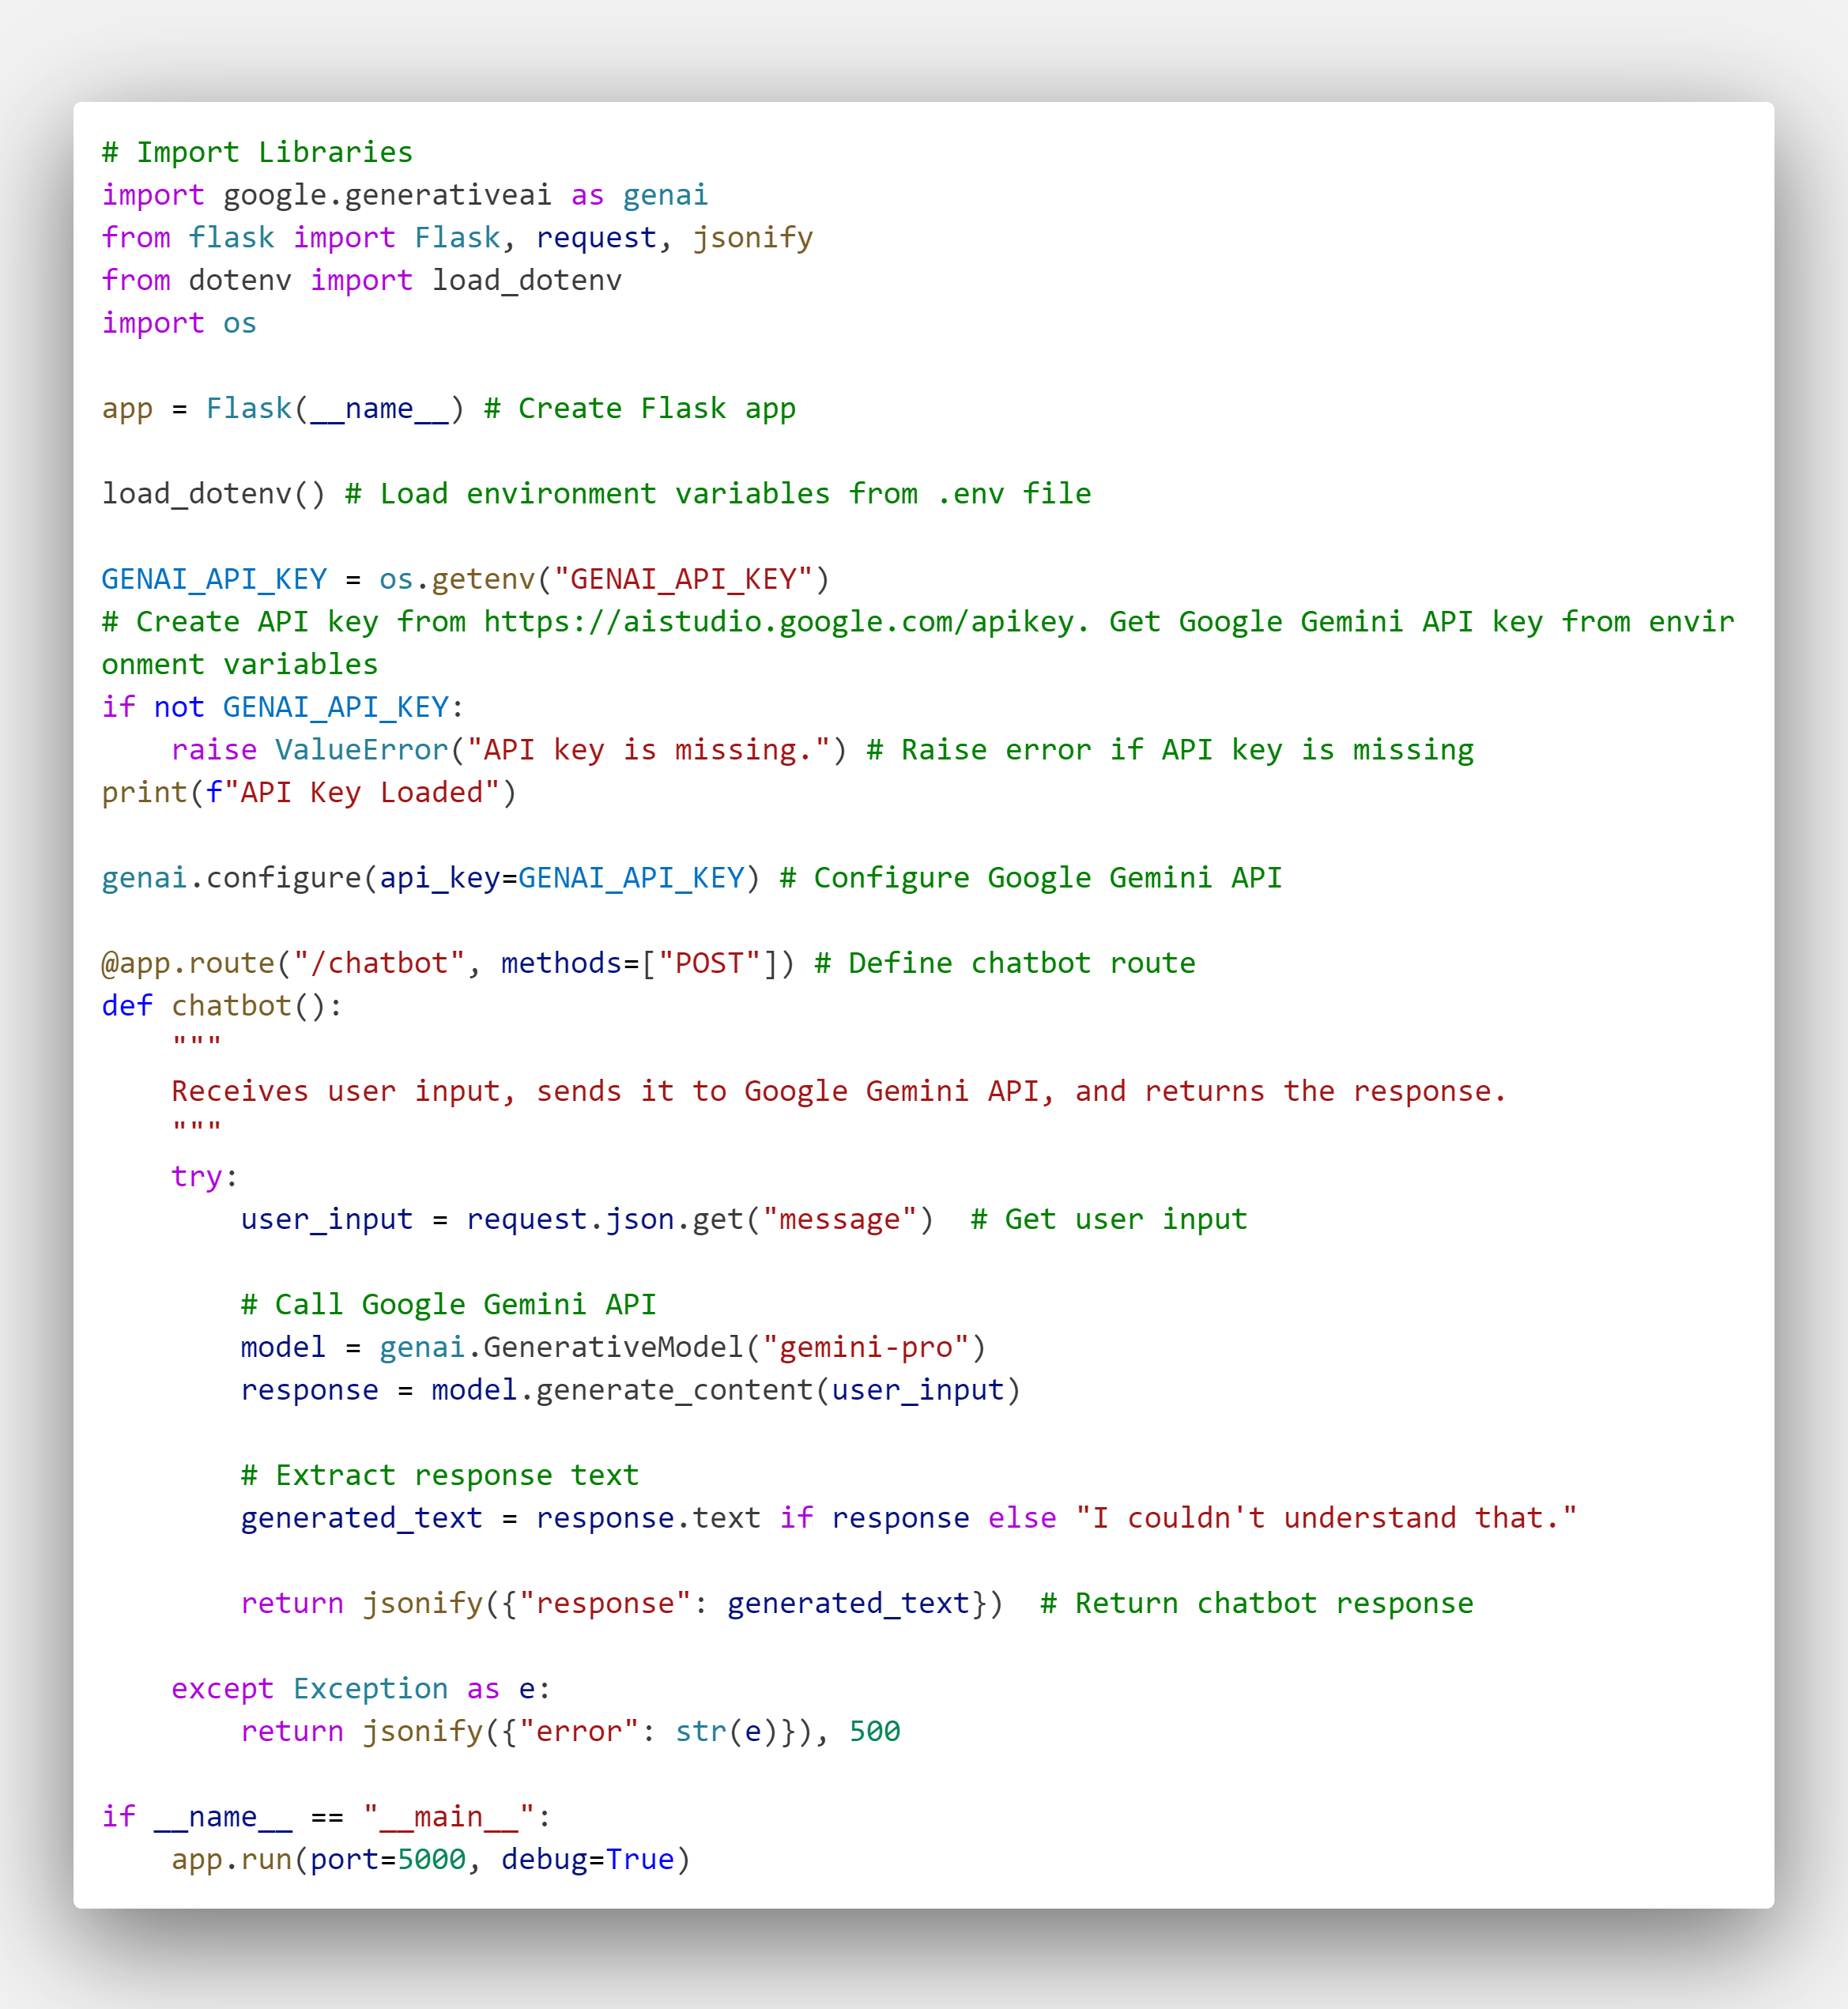 # Import Libraries
import google.generativeai as genai
from flask import Flask, request, jsonify
from dotenv import load_dotenv
import os

app = Flask(__name__) # Create Flask app

load_dotenv() # Load environment variables from .env file

GENAI_API_KEY = os.getenv("GENAI_API_KEY")
# Create API key from https://aistudio.google.com/apikey. Get Google Gemini API key from envir
onment variables
if not GENAI_API_KEY:
    raise ValueError("API key is missing.") # Raise error if API key is missing
print(f"API Key Loaded")

genai.configure(api_key=GENAI_API_KEY) # Configure Google Gemini API

@app.route("/chatbot", methods=["POST"]) # Define chatbot route
def chatbot():
    """
    Receives user input, sends it to Google Gemini API, and returns the response.
    """
    try:
        user_input = request.json.get("message")  # Get user input

        # Call Google Gemini API
        model = genai.GenerativeModel("gemini-pro")
        response = model.generate_content(user_input)

        # Extract response text
        generated_text = response.text if response else "I couldn't understand that."

        return jsonify({"response": generated_text})  # Return chatbot response

    except Exception as e:
        return jsonify({"error": str(e)}), 500

if __name__ == "__main__":
    app.run(port=5000, debug=True)